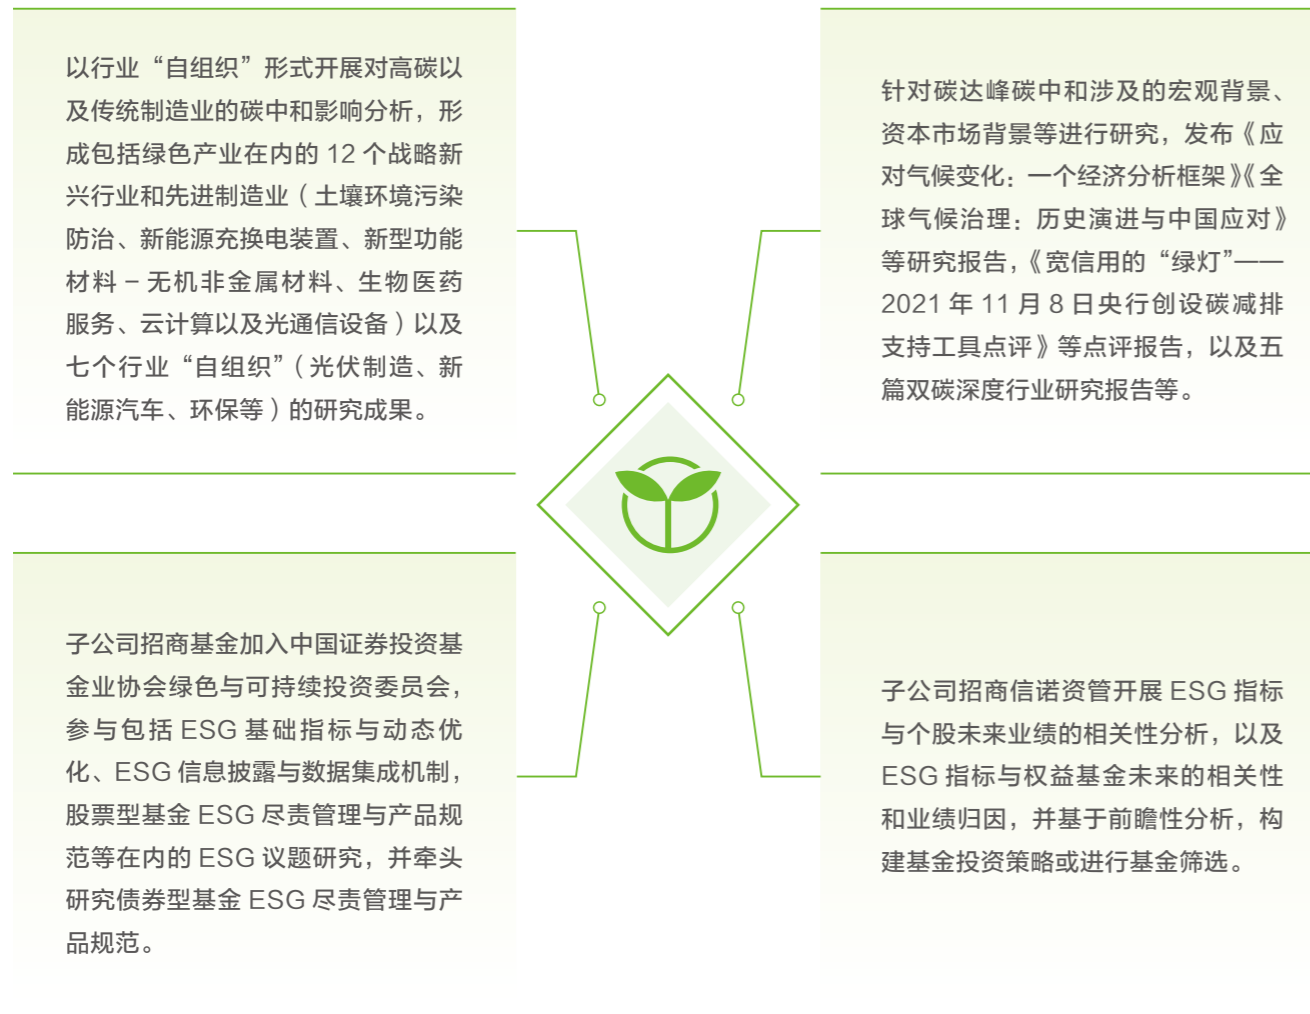 以行业“自组织”形式开展对高碳以
及传统制造业的碳中和影响分析，形
成包括绿色产业在内的 12 个战略新
兴行业和先进制造业（土壤环境污染
防治、新能源充换电装置、新型功能
材料 – 无机非金属材料、生物医药
服务、云计算以及光通信设备）以及
七个行业“自组织”（光伏制造、新
能源汽车、环保等）的研究成果。
针对碳达峰碳中和涉及的宏观背景、
资本市场背景等进行研究，发布《应
对气候变化：一个经济分析框架》《全
球气候治理：历史演进与中国应对》
等研究报告，《宽信用的“绿灯”——
2021 年 11 月 8 日央行创设碳减排
支持工具点评》等点评报告，以及五
篇双碳深度行业研究报告等。
子公司招商基金加入中国证券投资基
金业协会绿色与可持续投资委员会，
参与包括 ESG 基础指标与动态优
化、ESG 信息披露与数据集成机制，
股票型基金 ESG 尽责管理与产品规
范等在内的 ESG 议题研究，并牵头
研究债券型基金 ESG 尽责管理与产
品规范。
子公司招商信诺资管开展 ESG 指标
与个股未来业绩的相关性分析，以及
ESG 指标与权益基金未来的相关性
和业绩归因，并基于前瞻性分析，构
建基金投资策略或进行基金筛选。